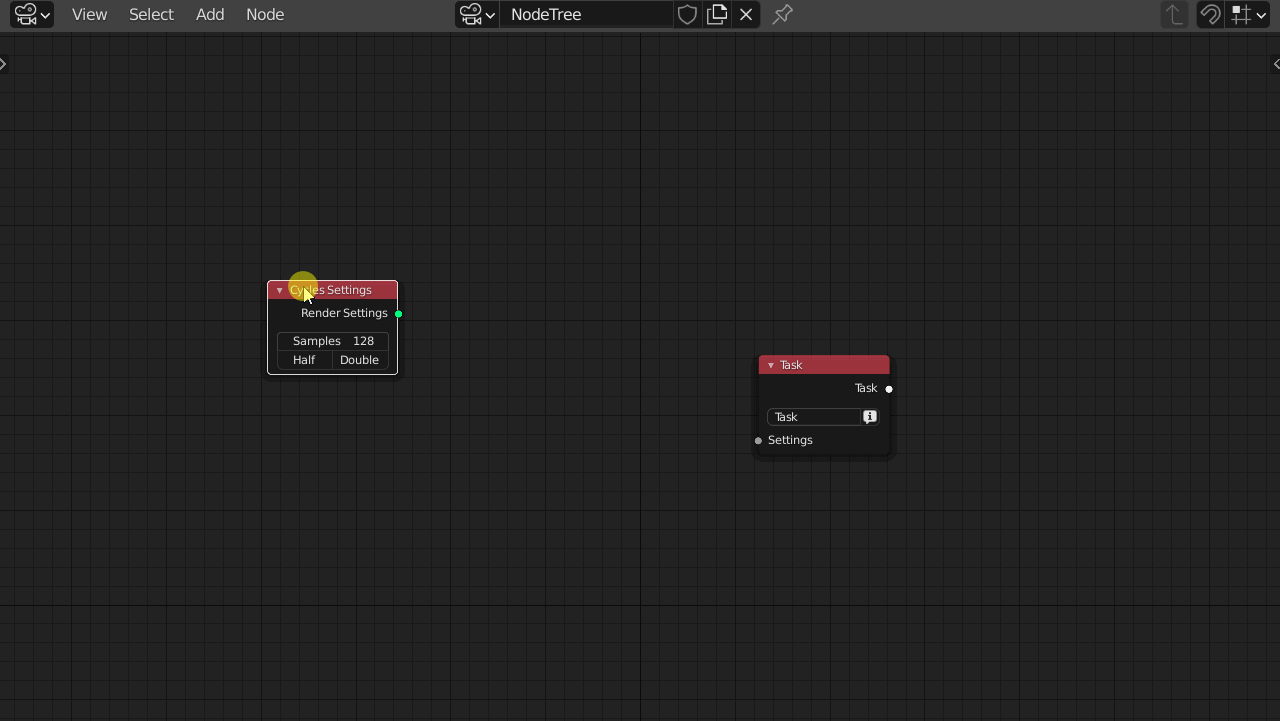 View Select Add Node NodeTree
Cycles Settings
Render Settings
Samples 128
Half Double
Task
Task
Task
Settings